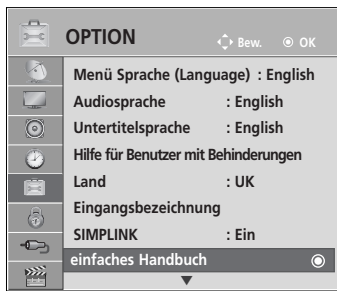 OPTION Bew. OK
Menü Sprache (Language) : English
Audiosprache : English
Untertitelsprache : English
Hilfe für Benutzer mit Behinderungen
Land : UK
Eingangsbezeichnung
SIMPLINK : Ein
einfaches Handbuch